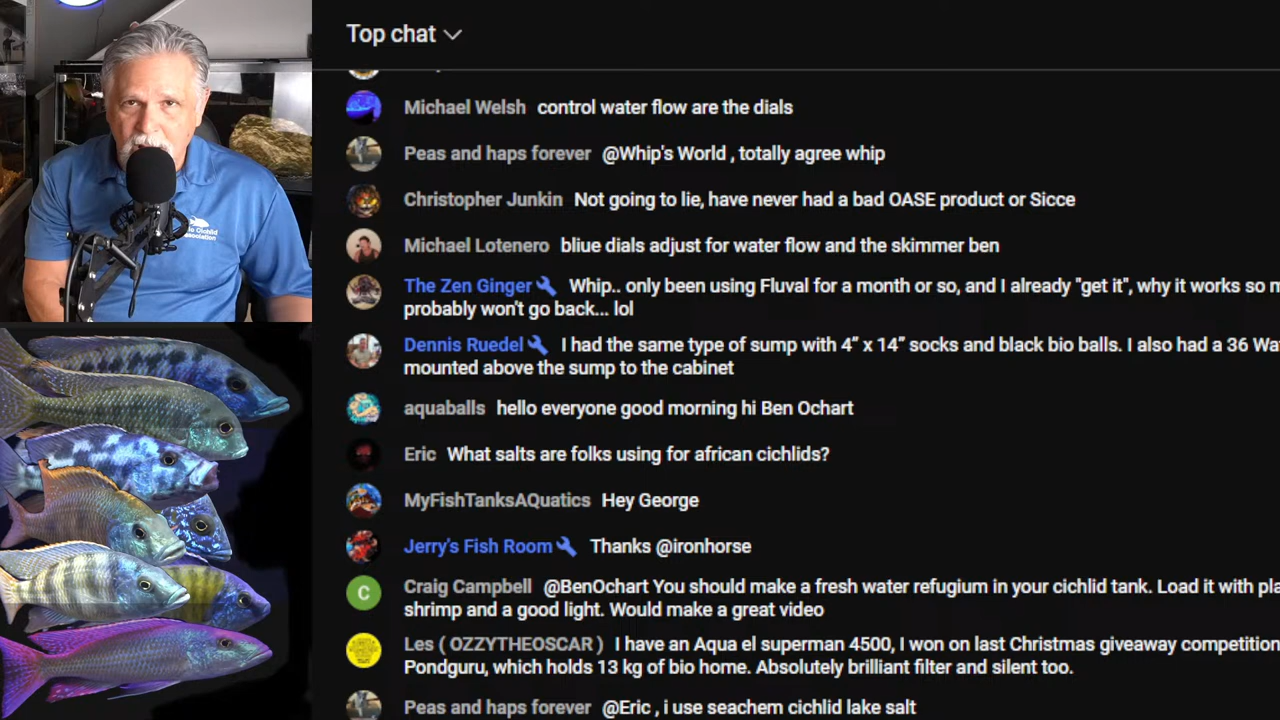 Top chat
Michael Welsh control water flow are the dials
Peas and haps forever @Whip's World , totally agree whip
Christopher Junkin Not going to lie, have never had a bad OASE product or Sicce
Michael Lotenero bliue dials adjust for water flow and the skimmer ben
The Zen Ginger Whip.. only been using Fluval for a month or so, and I already "get it", why it works so
probably won't go back... lol
Dennis Ruedel I had the same type of sump with 4” x 14” socks and black bio balls. I also had a 36
mounted above the sump to the cabinet
aquaballs hello everyone good morning hi Ben Ochart
Eric What salts are folks using for african cichlids?
MyFishTanksAQuatics Hey George
Jerry's Fish Room Thanks @ironhorse
C
Craig Campbell @BenOchart You should make a fresh water refugium in your cichlid tank. Load it with
shrimp and a good light. Would make a great video
Les ( OZZYTHEOSCAR ) I have an Aqua el superman 4500, I won on last Christmas giveaway competition
Pondguru, which holds 13 kg of bio home. Absolutely brilliant filter and silent too.
Peas and haps forever @Eric , i use seachem cichlid lake salt
Cichlid